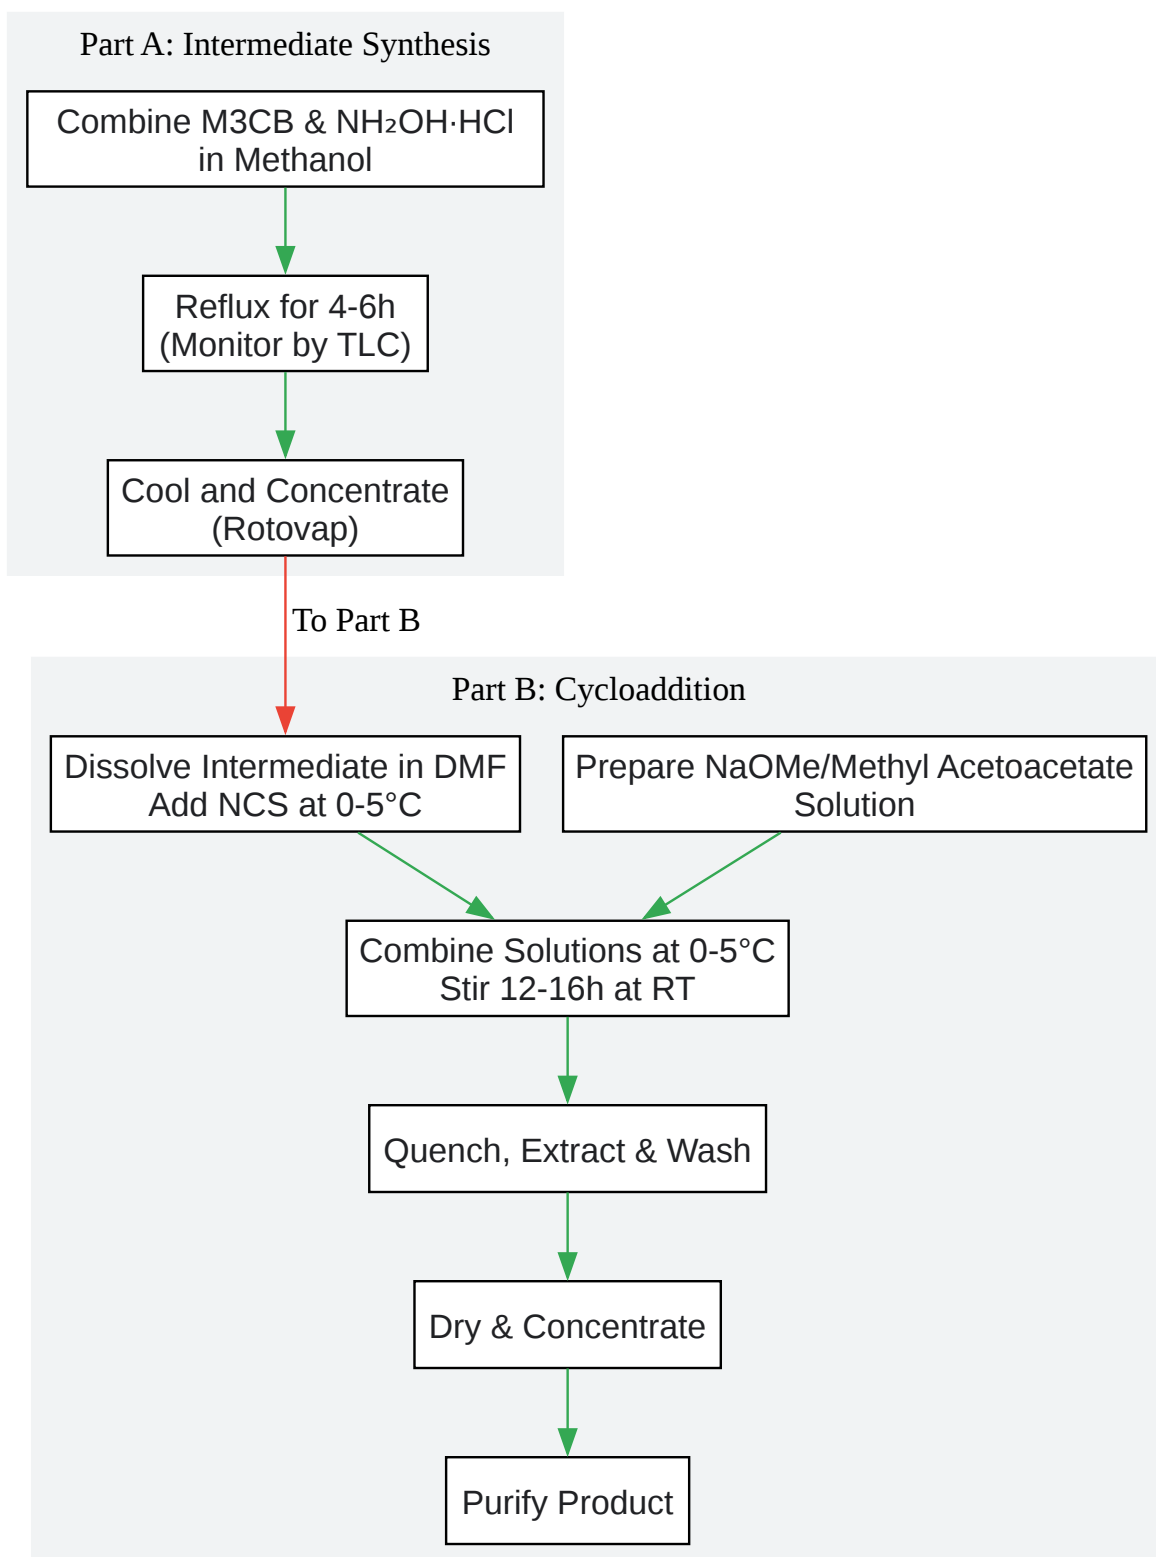 Part A: Intermediate Synthesis
Combine M3CB & NH₂OH·HCl
in Methanol
Reflux for 4-6h
(Monitor by TLC)
Cool and Concentrate
(Rotovap)
To Part B
Part B: Cycloaddition
Dissolve Intermediate in DMF
Add NCS at 0-5°C
Prepare NaOMe/Methyl Acetoacetate
Solution
Combine Solutions at 0-5°C
Stir 12-16h at RT
Quench, Extract & Wash
Dry & Concentrate
Purify Product